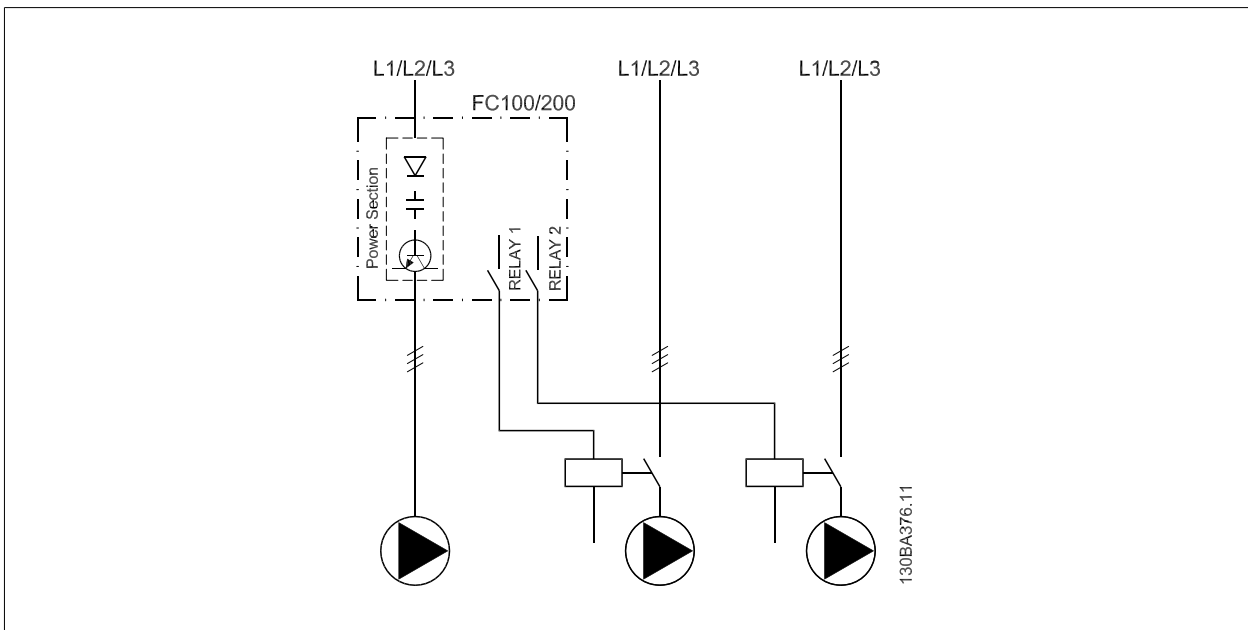 L1/L2/L3
L1/L2/L3
L1/L2/L3
FC100/200
Power Section
RELAY 1
RELAY 2
130BA376.11